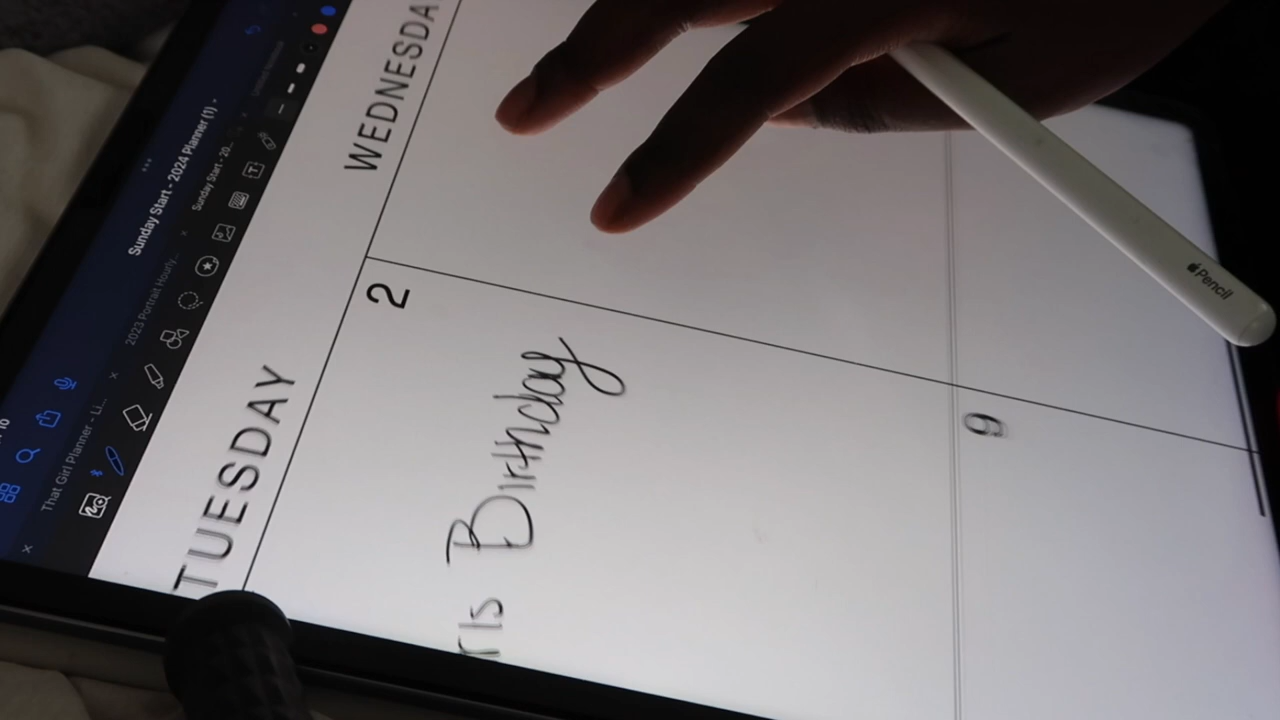 Sunday Start - 2024 Planner (1)
That Girl Planner - Li...
2023 Portrait Hourly...
Sunday Start - 20...
TUESDAY
WEDNESDA
2
ris Birthday
9
Pencil